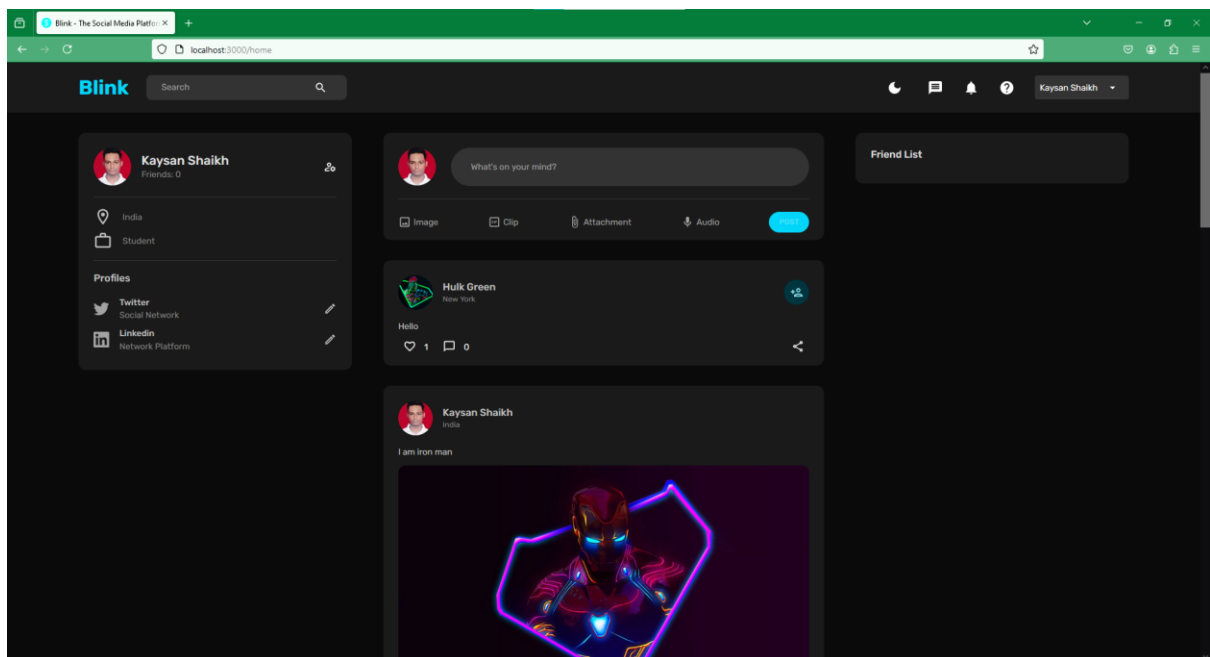 Blink - The Social Media Platfor
localhost:3000/home
Blink
Search
Kaysan Shaikh
Kaysan Shaikh
Friends: 0
India
Student
Profiles
Twitter
Social Network
Linkedin
Network Platform
What's on your mind?
Image
Clip
Attachment
Audio
POST
Hulk Green
New York
Hello
1
0
Kaysan Shaikh
India
I am iron man
Friend List